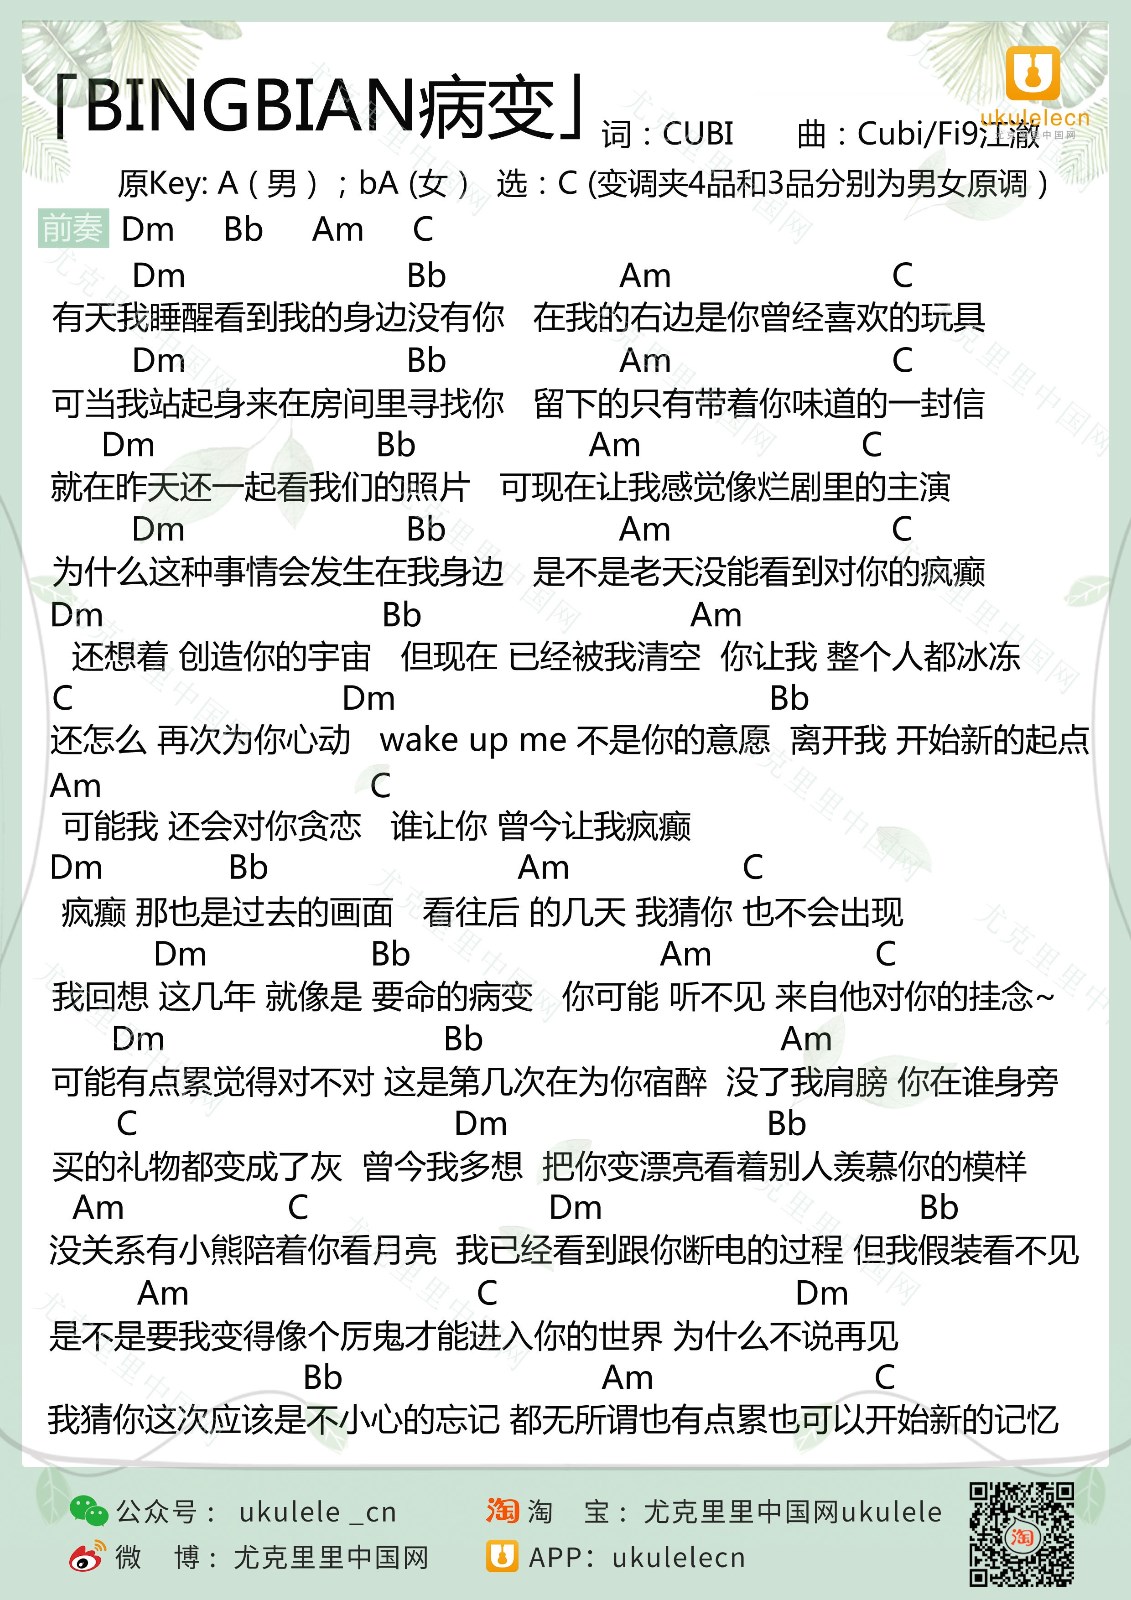 「BINGBIAN病变」
ukulelecn
尤克里里中国网
词：CUBI 曲：Cubi/Fi9江澈
原Key: A ( 男 ) ；bA (女 ) 选：C (变调夹4品和3品分别为男女原调 )
前奏 Dm Bb Am C
Dm Bb Am C
有天我睡醒看到我的身边没有你 在我的右边是你曾经喜欢的玩具
Dm Bb Am C
可当我站起身来在房间里寻找你 留下的只有带着你味道的一封信
Dm Bb Am C
就在昨天还一起看我们的照片 可现在让我感觉像烂剧里的主演
Dm Bb Am C
为什么这种事情会发生在我身边 是不是老天没能看到对你的疯癫
Dm Bb Am
还想着 创造你的宇宙 但现在 已经被我清空 你让我 整个人都冰冻
C Dm Bb
还怎么 再次为你心动 wake up me 不是你的意愿 离开我 开始新的起点
Am C
可能我 还会对你贪恋 谁让你 曾今让我疯癫
Dm Bb Am C
疯癫 那也是过去的画面 看往后 的几天 我猜你 也不会出现
Dm Bb Am C
我回想 这几年 就像是 要命的病变 你可能 听不见 来自他对你的挂念~
Dm Bb Am
可能有点累觉得对不对 这是第几次在为你宿醉 没了我肩膀 你在谁身旁
C Dm Bb
买的礼物都变成了灰 曾今我多想 把你变漂亮看着别人羡慕你的模样
Am C Dm Bb
没关系有小熊陪着你看月亮 我已经看到跟你断电的过程 但我假装看不见
Am C Dm
是不是要我变得像个厉鬼才能进入你的世界 为什么不说再见
Bb Am C
我猜你这次应该是不小心的忘记 都无所谓也有点累也可以开始新的记忆
公众号： ukulele _cn 淘 淘 宝：尤克里里中国网ukulele
微 博：尤克里里中国网 APP：ukulelecn
淘